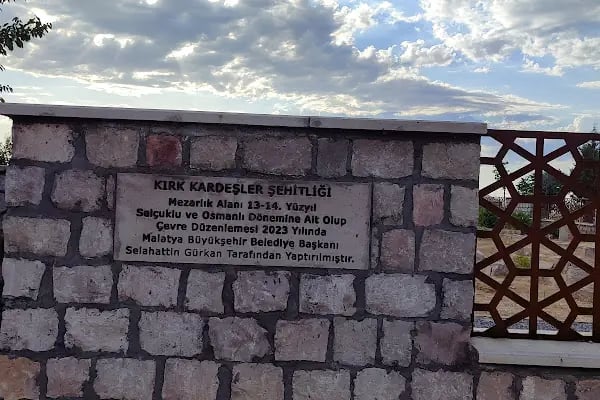 KIRK KARDEŞLER ŞEHİTLİĞİ
Mezarlık Alanı 13-14. Yüzyıl
Selçuklu ve Osmanlı Dönemine Ait Olup
Çevre Düzenlemesi 2023 Yılında
Malatya Büyükşehir Belediye Başkanı
Selahattin Gürkan Tarafından Yaptırılmıştır.